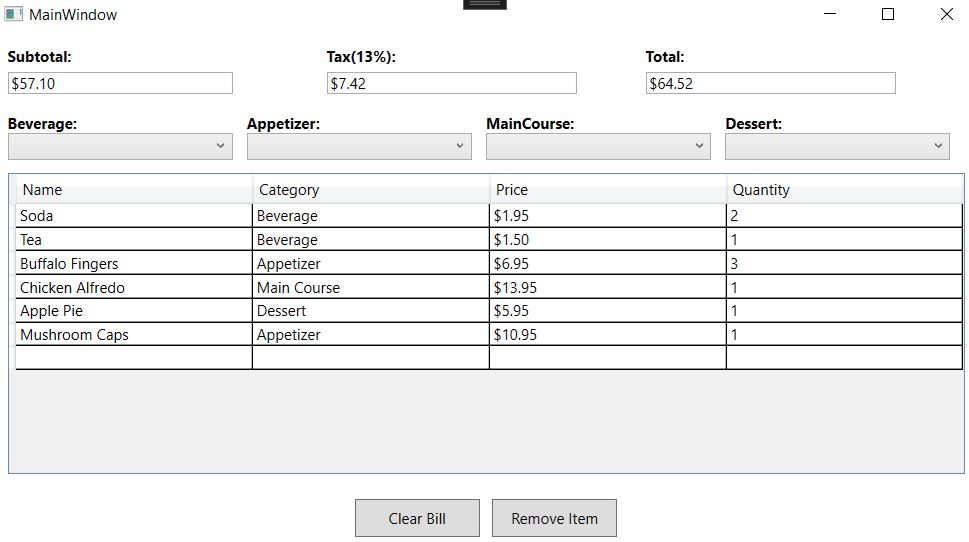 MainWindow
Subtotal: Tax(13%): Total:
$57.10 $7.42 $64.52
Beverage: Appetizer: MainCourse: Dessert:
Name Category Price Quantity
Soda Beverage $1.95 2
Tea Beverage $1.50 1
Buffalo Fingers Appetizer $6.95 3
Chicken Alfredo Main Course $13.95 1
Apple Pie Dessert $5.95 1
Mushroom Caps Appetizer $10.95 1
Clear Bill Remove Item